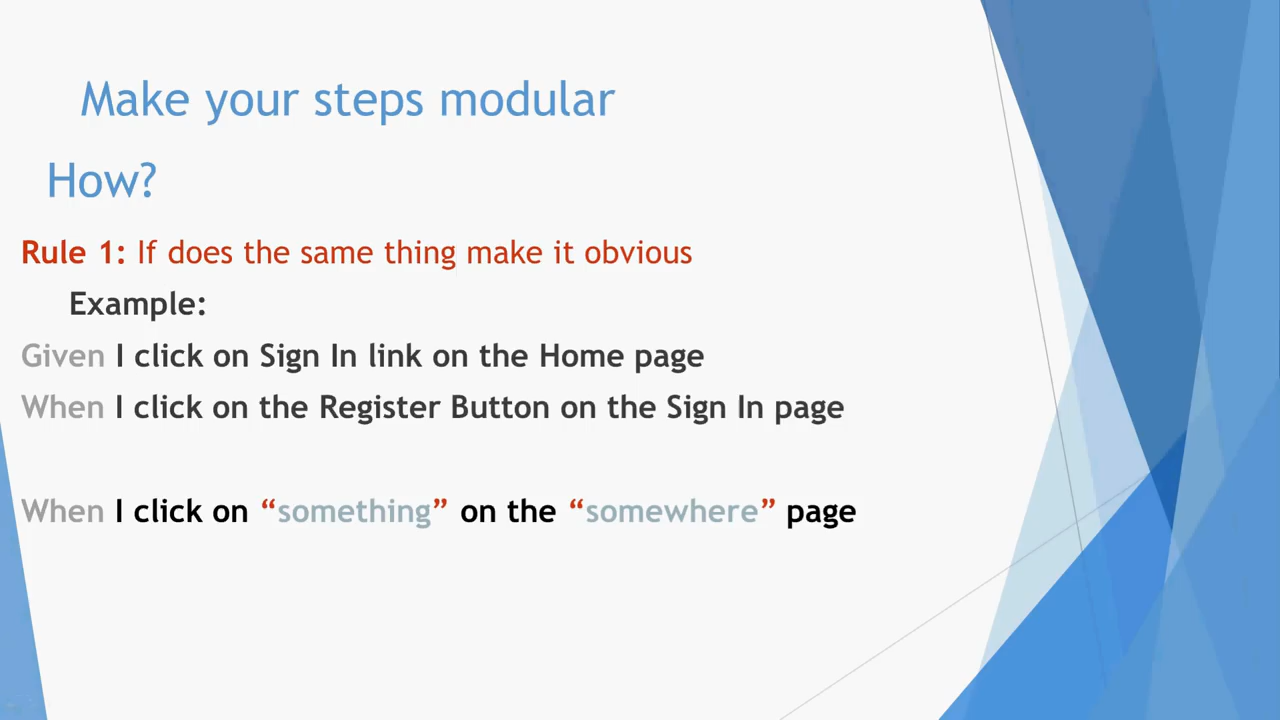 Make your steps modular
How?
Rule 1: If does the same thing make it obvious
Example:
Given I click on Sign In link on the Home page
When I click on the Register Button on the Sign In page
When I click on “something” on the “somewhere” page